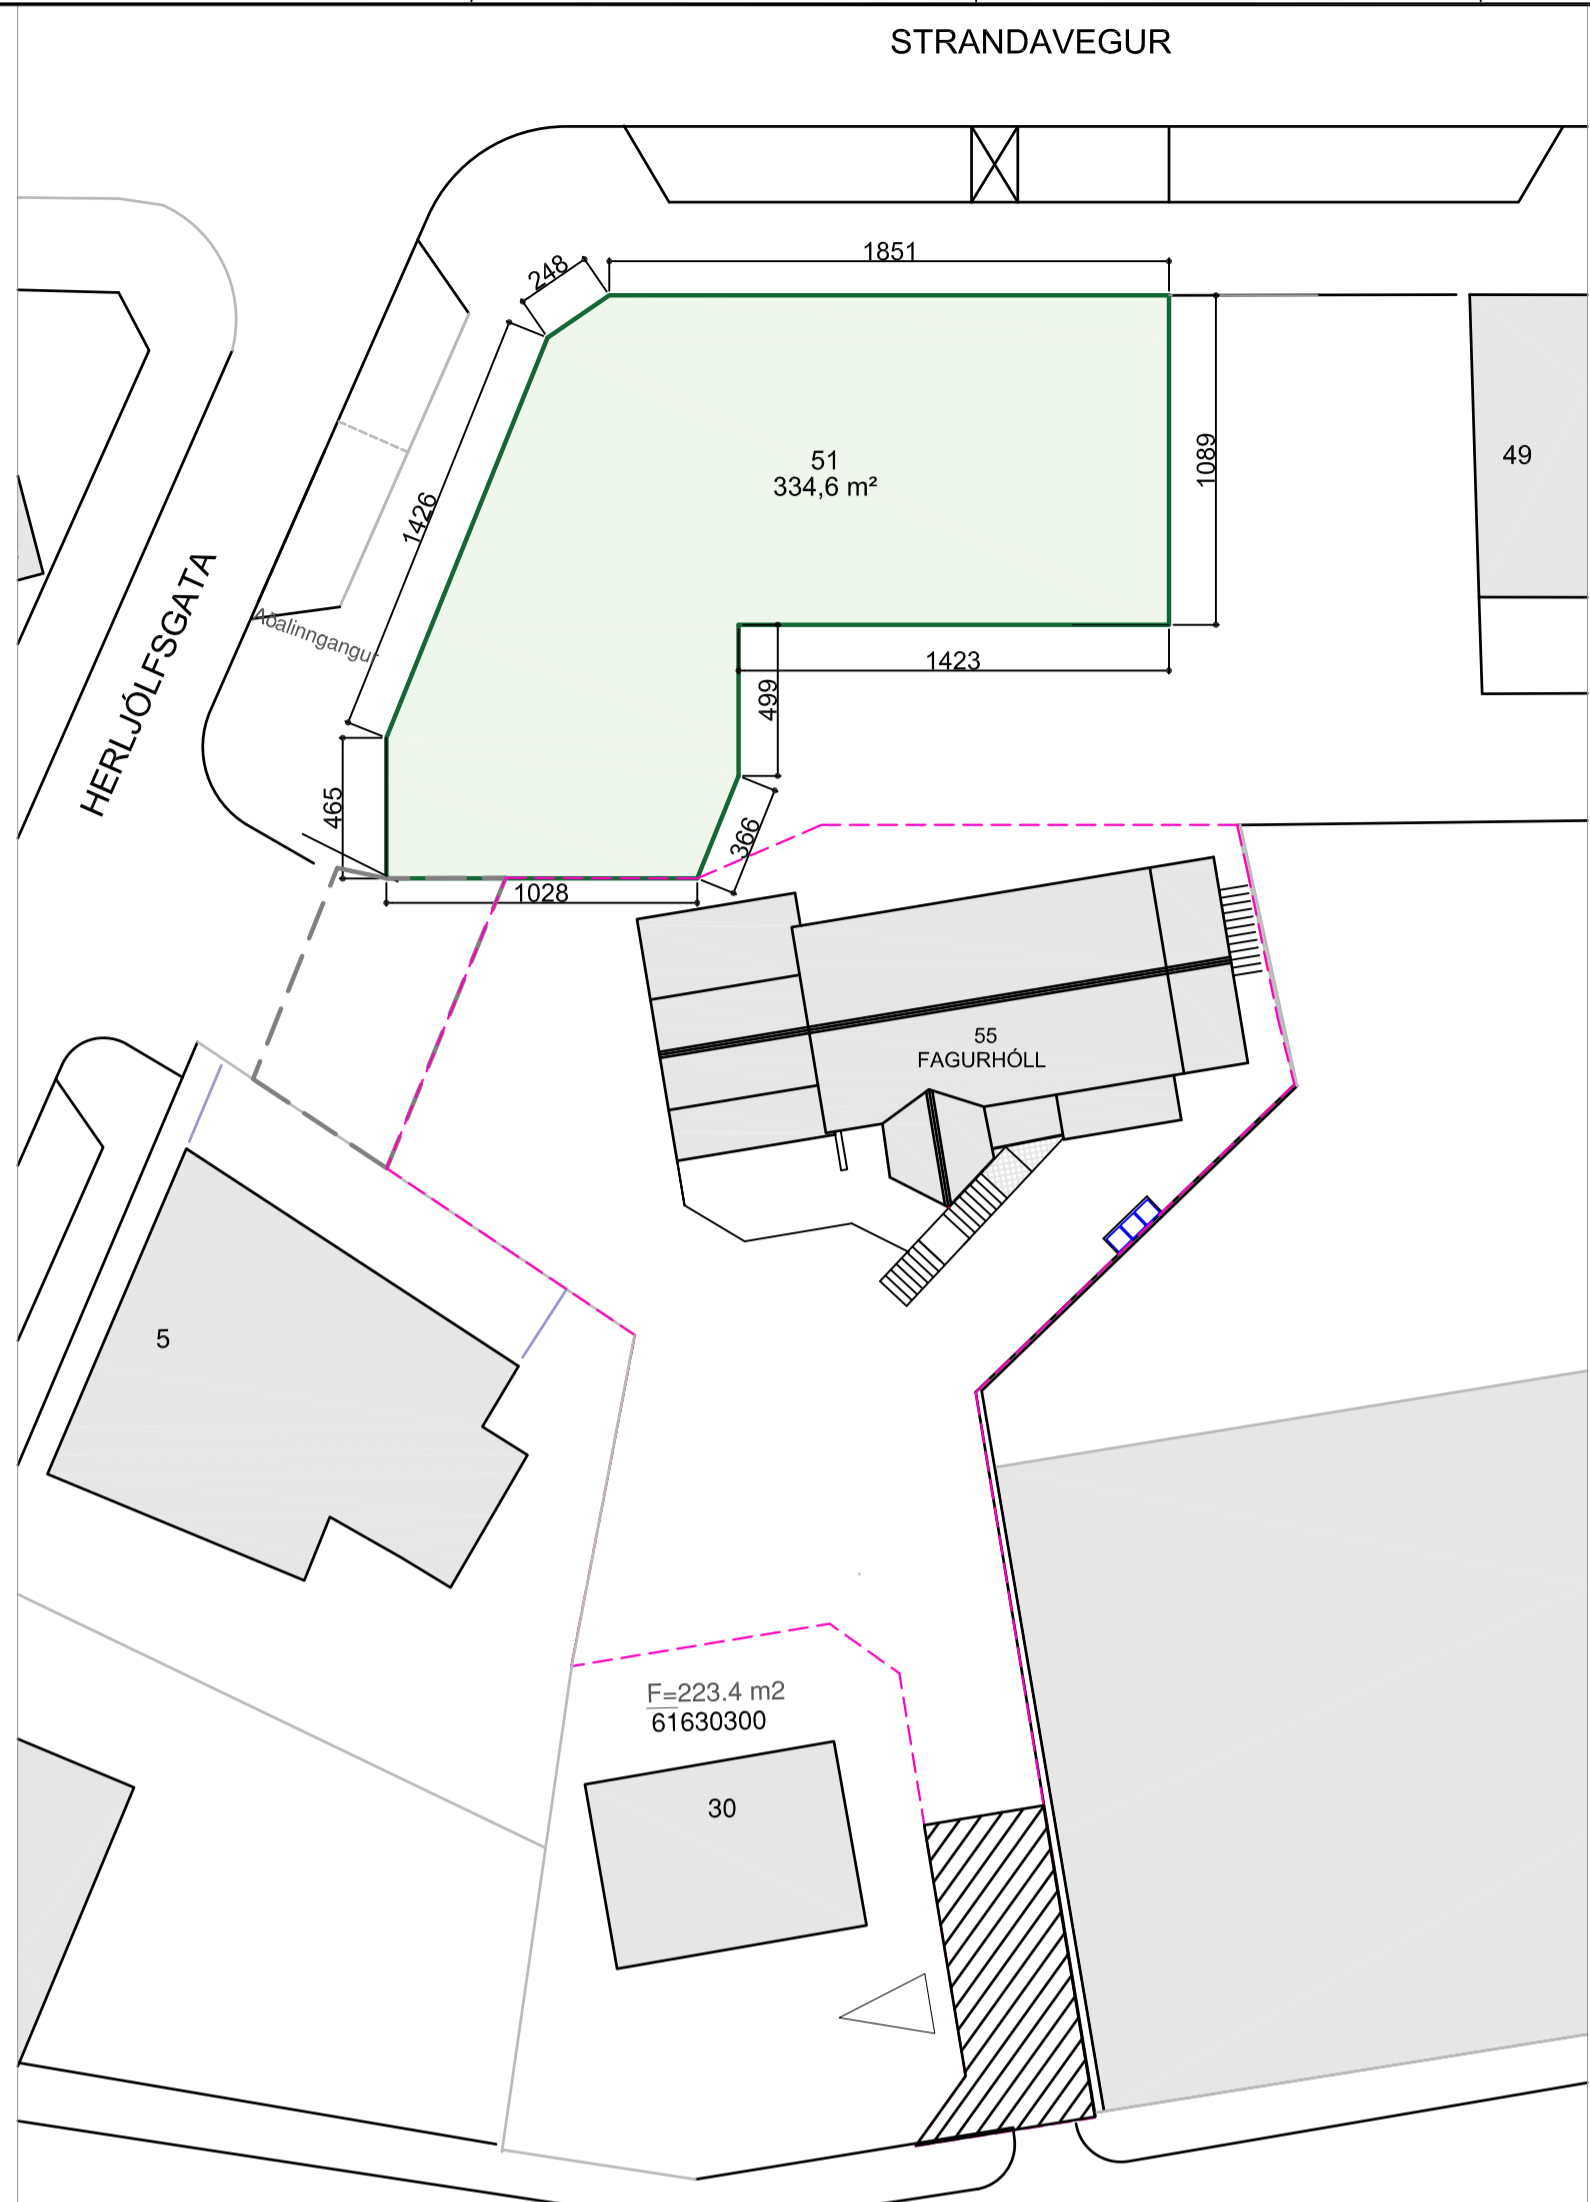 STRANDAVEGUR
1851
248
51
334,6 m²
1089
49
1426
HERLJÓLFSGATA
Aðalinngangur
1423
499
465
366
1028
55
FAGURHÓLL
5
F=223.4 m2
61630300
30